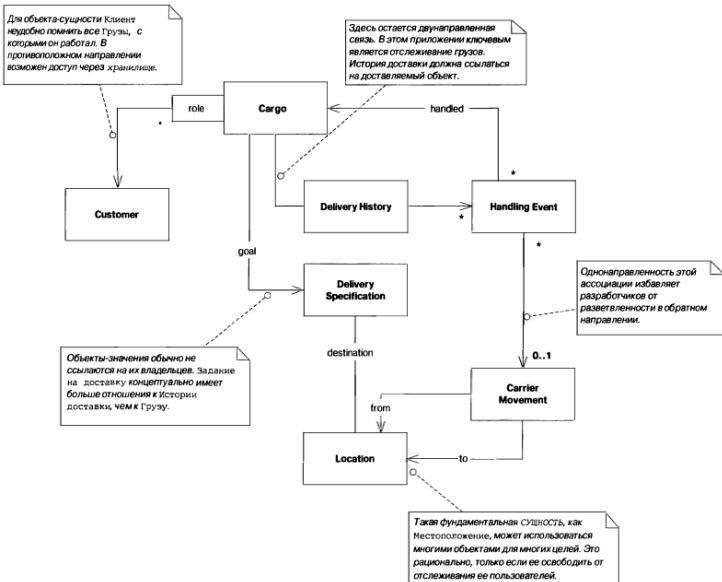 Для объекта-сущности Клиент
неудобно помнить все Грузы, с
которыми он работал. В
противоположном направлении
возможен доступ через хранилище.
Здесь остается двунаправленная
связь. В этом приложении ключевым
является отслеживание грузов.
История доставки должна ссылаться
на доставляемый объект.
role
Cargo
handled
*
Customer
Delivery History
*
*
Handling Event
*
goal
Delivery
Specification
Однонаправленность этой
ассоциации избавляет
разработчиков от
разветвленности в обратном
направлении.
Объекты-значения обычно не
ссылаются на их владельцев. Задание
на доставку концептуально имеет
больше отношения к Истории
доставки, чем к Грузу.
destination
0..1
Carrier
Movement
from
Location
to
Такая фундаментальная СУЩНОСТЬ, как
Местоположение, может использоваться
многими объектами для многих целей. Это
рационально, только если ее освободить от
отслеживания ее пользователей.